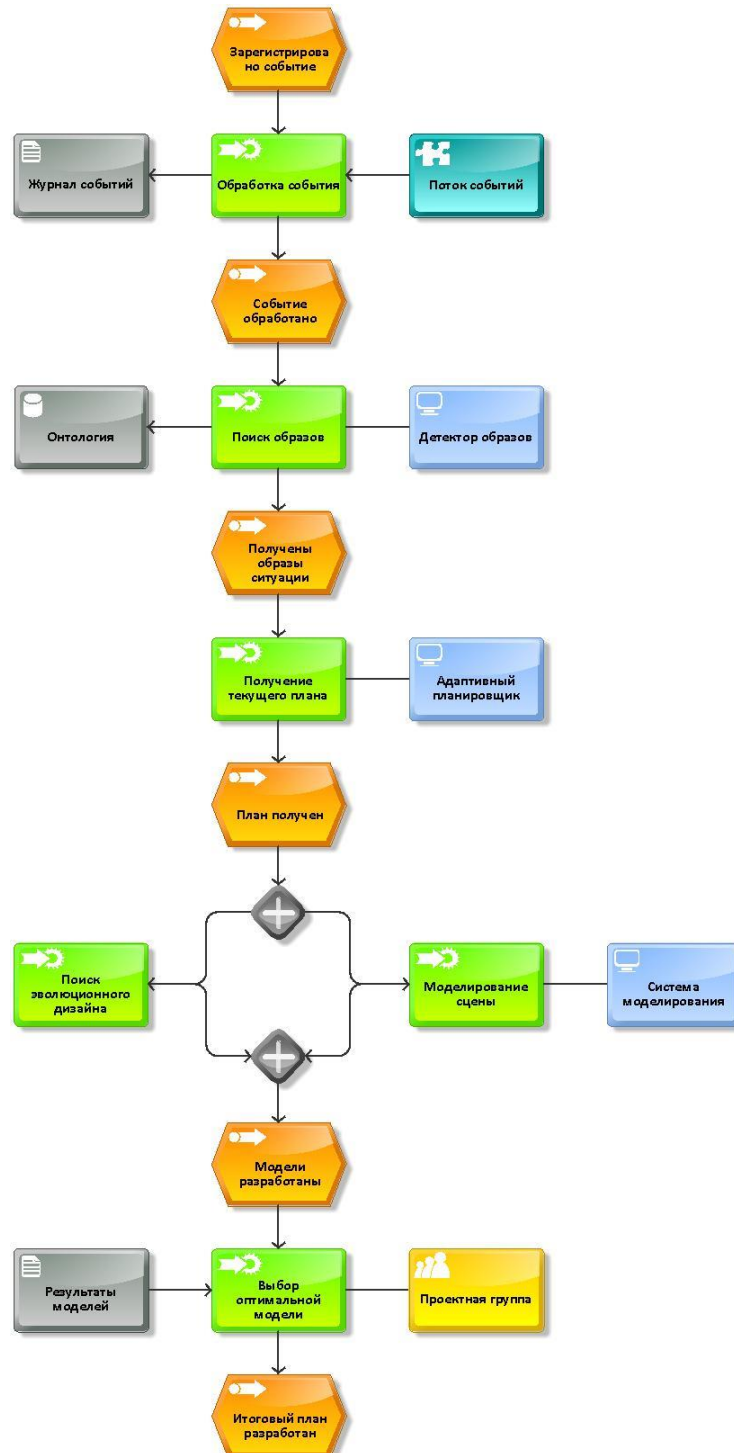 Зарегистрирова
но событие
Журнал событий
Обработка события
Поток событий
Событие
обработано
Онтология
Поиск образов
Детектор образов
Получены
образы
ситуации
Получение
текущего плана
Адаптивный
планировщик
План получен
Поиск
эволюционного
дизайна
Моделирование
сцены
Система
моделирования
Модели
разработаны
Результаты
моделей
Выбор
оптимальной
модели
Проектная группа
Итоговый план
разработан